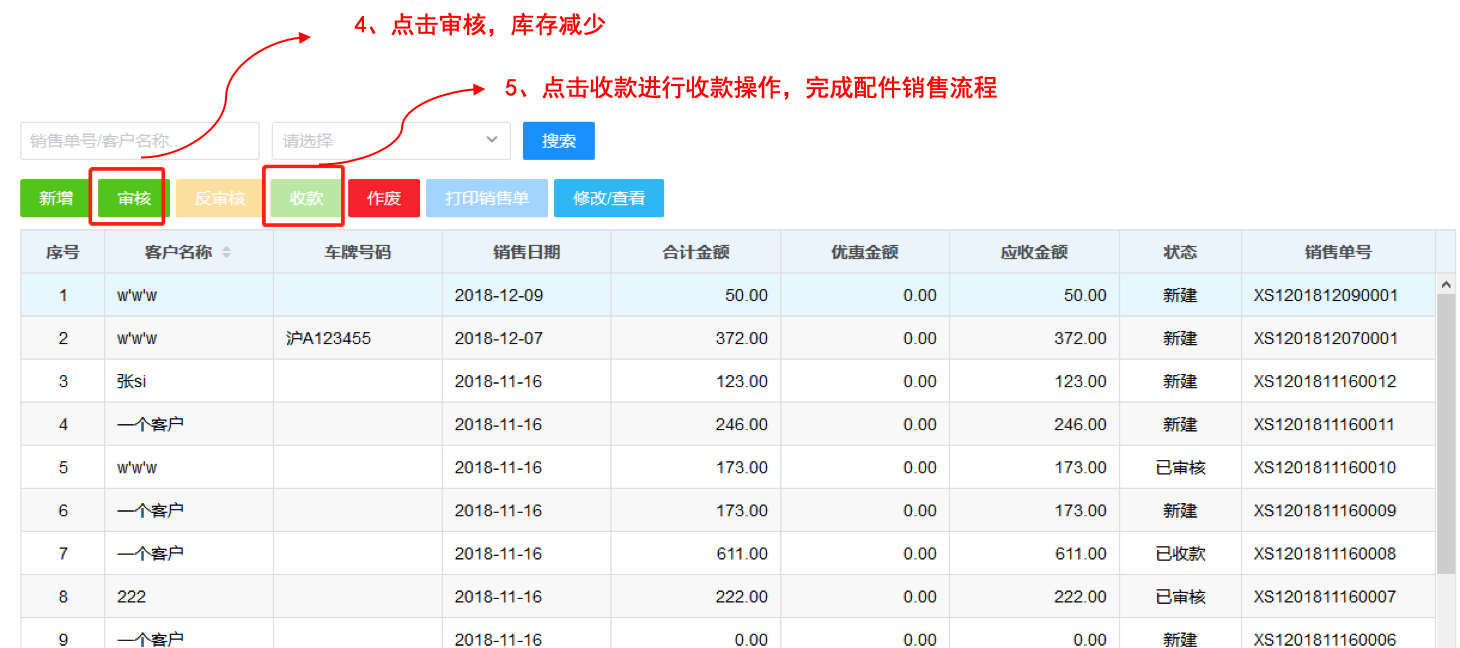 4、点击审核，库存减少
5、点击收款进行收款操作，完成配件销售流程
销售单号/客户名称... 请选择 搜索
新增 审核 反审核 收款 作废 打印销售单 修改/查看
序号 客户名称 车牌号码 销售日期 合计金额 优惠金额 应收金额 状态 销售单号
1 w'w'w 2018-12-09 50.00 0.00 50.00 新建 XS1201812090001
2 w'w'w 沪A123455 2018-12-07 372.00 0.00 372.00 新建 XS1201812070001
3 张si 2018-11-16 123.00 0.00 123.00 新建 XS1201811160012
4 一个客户 2018-11-16 246.00 0.00 246.00 新建 XS1201811160011
5 w'w'w 2018-11-16 173.00 0.00 173.00 已审核 XS1201811160010
6 一个客户 2018-11-16 173.00 0.00 173.00 新建 XS1201811160009
7 一个客户 2018-11-16 611.00 0.00 611.00 已收款 XS1201811160008
8 222 2018-11-16 222.00 0.00 222.00 已审核 XS1201811160007
9 一个客户 2018-11-16 0.00 0.00 0.00 新建 XS1201811160006